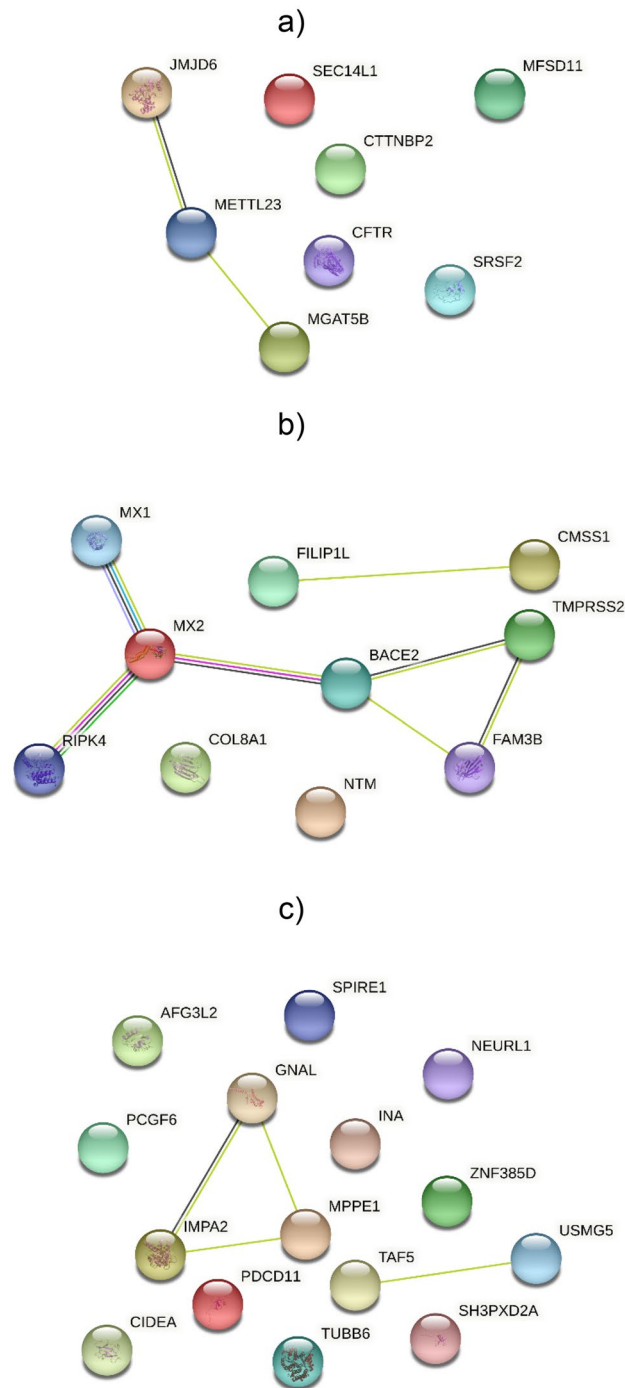 a)
JMJD6
SEC14L1
MFSD11
CTTNBP2
METTL23
CFTR
SRSF2
MGAT5B
b)
MX1
FILIP1L
CMSS1
TMPRSS2
MX2
BACE2
RIPK4
COL8A1
FAM3B
NTM
c)
SPIRE1
AFG3L2
NEURL1
GNAL
PCGF6
INA
ZNF385D
IMPA2
MPPE1
USMG5
TAF5
PDCD11
CIDEA
TUBB6
SH3PXD2A